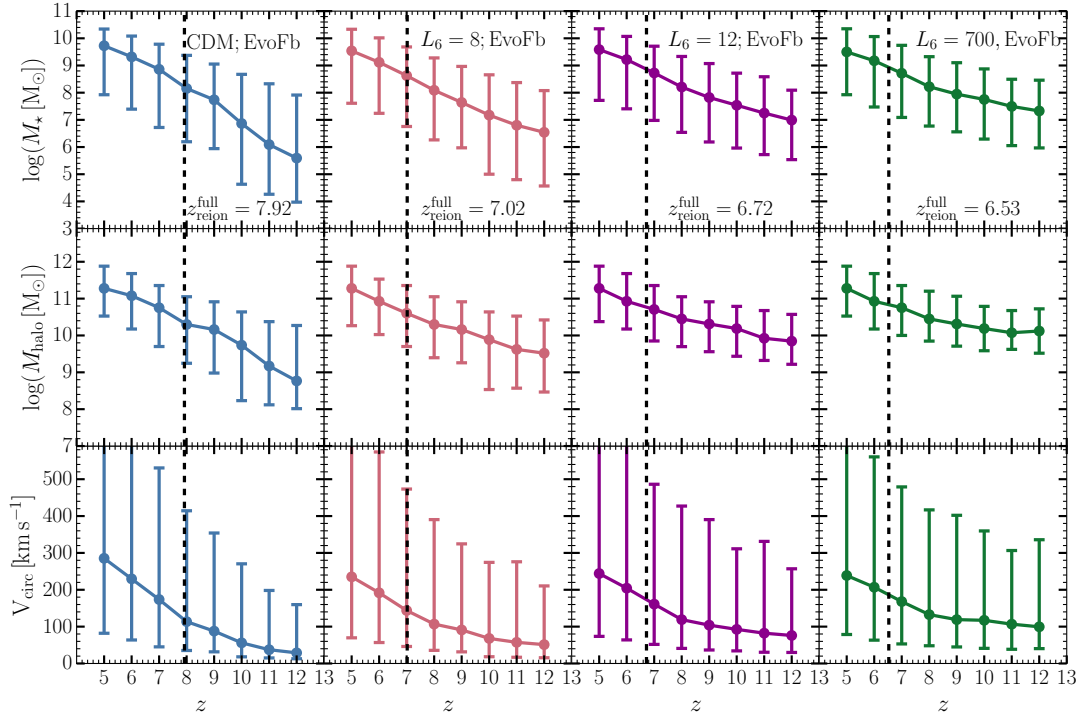 11
10
9
8
7
6
5
4
3
log(M⋆ [M⊙])
CDM; EvoFb
L₆ = 8; EvoFb
L₆ = 12; EvoFb
L₆ = 700, EvoFb
z_reion^full = 7.92
z_reion^full = 7.02
z_reion^full = 6.72
z_reion^full = 6.53
12
11
10
9
8
7
log(M_halo [M⊙])
500
400
300
200
100
0
V_circ [km s⁻¹]
5 6 7 8 9 10 11 12 13 5 6 7 8 9 10 11 12 13 5 6 7 8 9 10 11 12 13 5 6 7 8 9 10 11 12 13
z z z z